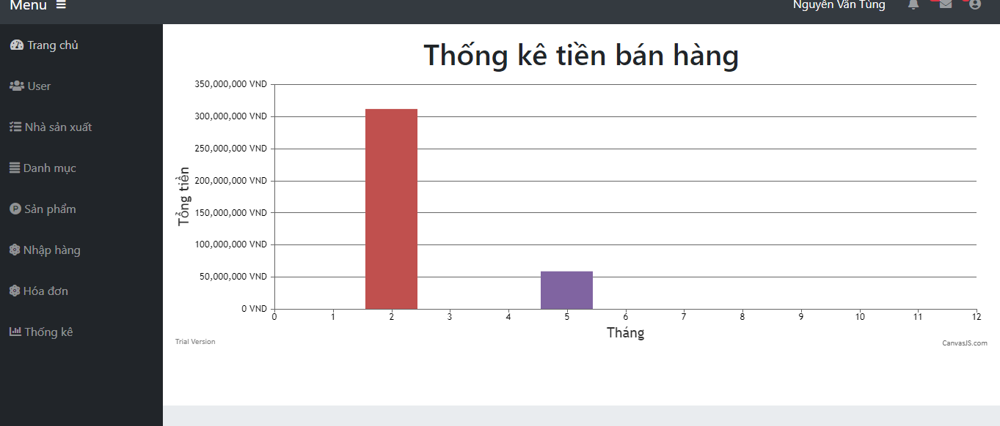 Menu
Nguyễn Văn Tùng
Trang chủ
User
Nhà sản xuất
Danh mục
Sản phẩm
Nhập hàng
Hóa đơn
Thống kê
Thống kê tiền bán hàng
Tổng tiền
350,000,000 VND
300,000,000 VND
250,000,000 VND
200,000,000 VND
150,000,000 VND
100,000,000 VND
50,000,000 VND
0 VND
0 1 2 3 4 5 6 7 8 9 10 11 12
Tháng
Trial Version
CanvasJS.com